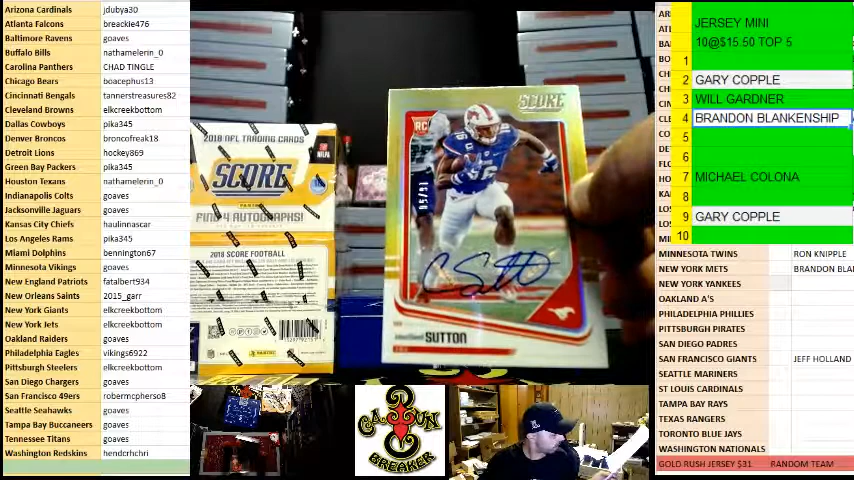 Arizona Cardinals jdubya30
Atlanta Falcons breackie476
Baltimore Ravens goaves
Buffalo Bills nathamelerin_0
Carolina Panthers CHAD TINGLE
Chicago Bears boacephus13
Cincinnati Bengals tannerstreasures82
Cleveland Browns elkcreekbottom
Dallas Cowboys pika345
Denver Broncos broncofreak18
Detroit Lions hockey869
Green Bay Packers pika345
Houston Texans nathamelerin_0
Indianapolis Colts goaves
Jacksonville Jaguars goaves
Kansas City Chiefs haulinnascar
Los Angeles Rams pika345
Miami Dolphins bennington67
Minnesota Vikings goaves
New England Patriots fatalbert934
New Orleans Saints 2015_garr
New York Giants elkcreekbottom
New York Jets elkcreekbottom
Oakland Raiders goaves
Philadelphia Eagles vikings6922
Pittsburgh Steelers elkcreekbottom
San Diego Chargers goaves
San Francisco 49ers robermcpherso8
Seattle Seahawks goaves
Tampa Bay Buccaneers goaves
Tennessee Titans goaves
Washington Redskins hendcrhchri
2018 NFL TRADING CARDS
PANINI
SCORE
FIND 4 AUTOGRAPHS!
2018 SCORE FOOTBALL
SCORE
RC
SUTTON
CAJUN
BREAKER
1 JERSEY MINI
10@$15.50 TOP 5
2 GARY COPPLE
3 WILL GARDNER
4 BRANDON BLANKENSHIP
5
6
7 MICHAEL COLONA
8
9 GARY COPPLE
10
MINNESOTA TWINS RON KNIPPLE
NEW YORK METS BRANDON BLA
NEW YORK YANKEES
OAKLAND A'S
PHILADELPHIA PHILLIES
PITTSBURGH PIRATES
SAN DIEGO PADRES
SAN FRANCISCO GIANTS JEFF HOLLAND
SEATTLE MARINERS
ST LOUIS CARDINALS
TAMPA BAY RAYS
TEXAS RANGERS
TORONTO BLUE JAYS
WASHINGTON NATIONALS
GOLD RUSH JERSEY $31 RANDOM TEAM